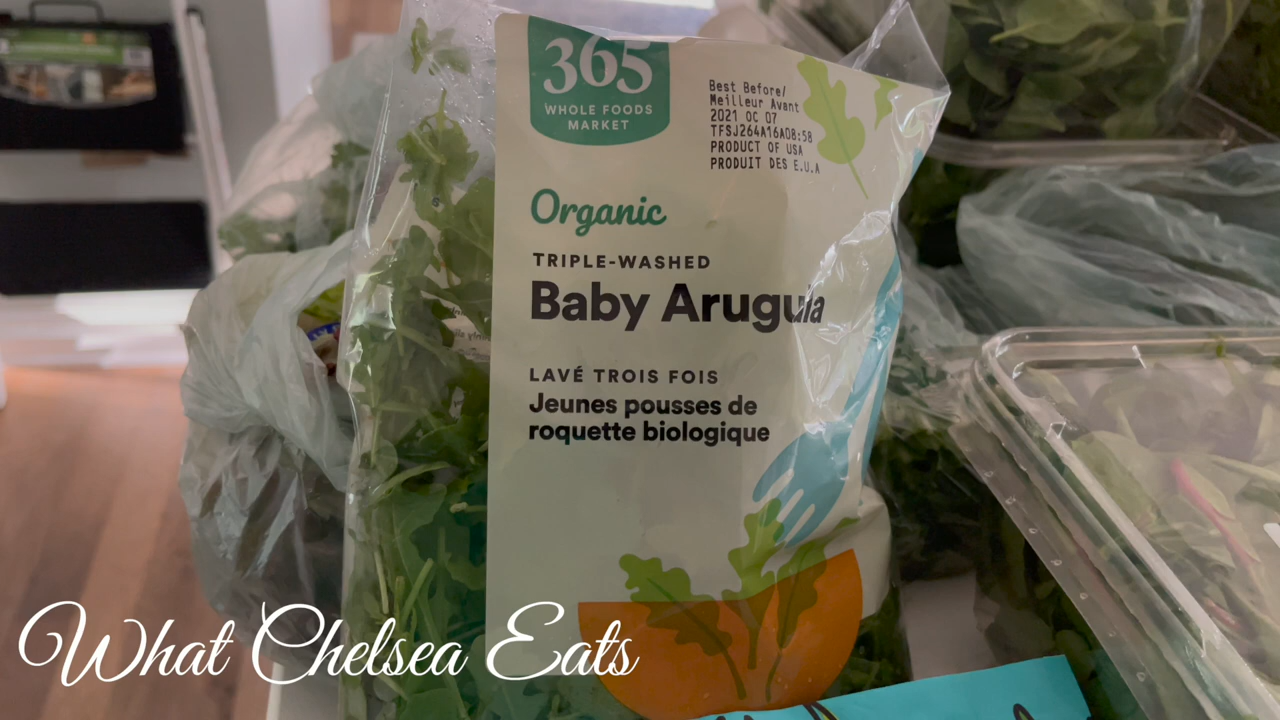 365
WHOLE FOODS
MARKET
Best Before/
Meilleur Avant
2021 OC 07
TFSJ264A16A08:58
PRODUCT OF USA
PRODUIT DES E.U.A
Organic
TRIPLE-WASHED
Baby Arugula
LAVÉ TROIS FOIS
Jeunes pousses de
roquette biologique
What Chelsea Eats